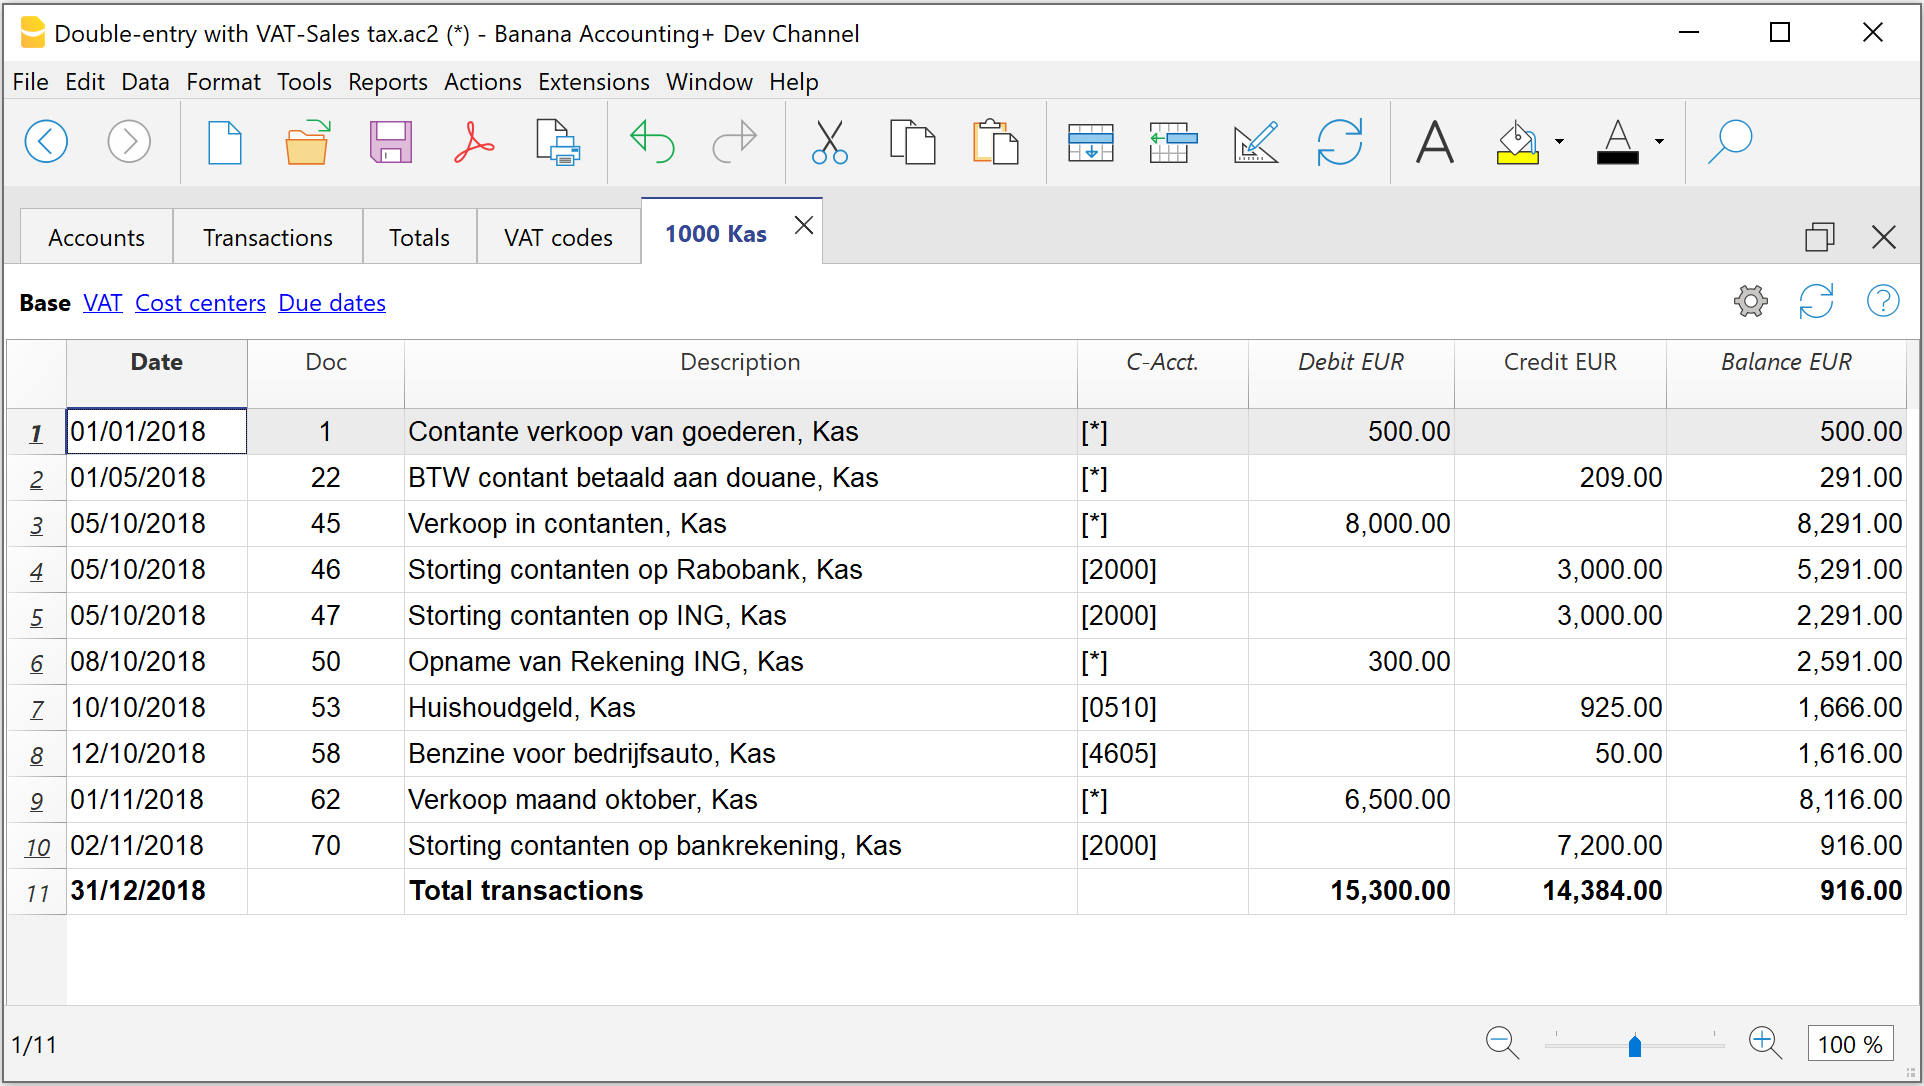 Double-entry with VAT-Sales tax.ac2 (*) - Banana Accounting+ Dev Channel
File Edit Data Format Tools Reports Actions Extensions Window Help
Accounts Transactions Totals VAT codes 1000 Kas
Base VAT Cost centers Due dates
Date Doc Description C-Acct. Debit EUR Credit EUR Balance EUR
1 01/01/2018 1 Contante verkoop van goederen, Kas [*] 500.00 500.00
2 01/05/2018 22 BTW contant betaald aan douane, Kas [*] 209.00 291.00
3 05/10/2018 45 Verkoop in contanten, Kas [*] 8,000.00 8,291.00
4 05/10/2018 46 Storting contanten op Rabobank, Kas [2000] 3,000.00 5,291.00
5 05/10/2018 47 Storting contanten op ING, Kas [2000] 3,000.00 2,291.00
6 08/10/2018 50 Opname van Rekening ING, Kas [*] 300.00 2,591.00
7 10/10/2018 53 Huishoudgeld, Kas [0510] 925.00 1,666.00
8 12/10/2018 58 Benzine voor bedrijfsauto, Kas [4605] 50.00 1,616.00
9 01/11/2018 62 Verkoop maand oktober, Kas [*] 6,500.00 8,116.00
10 02/11/2018 70 Storting contanten op bankrekening, Kas [2000] 7,200.00 916.00
11 31/12/2018 Total transactions 15,300.00 14,384.00 916.00
1/11 100 %